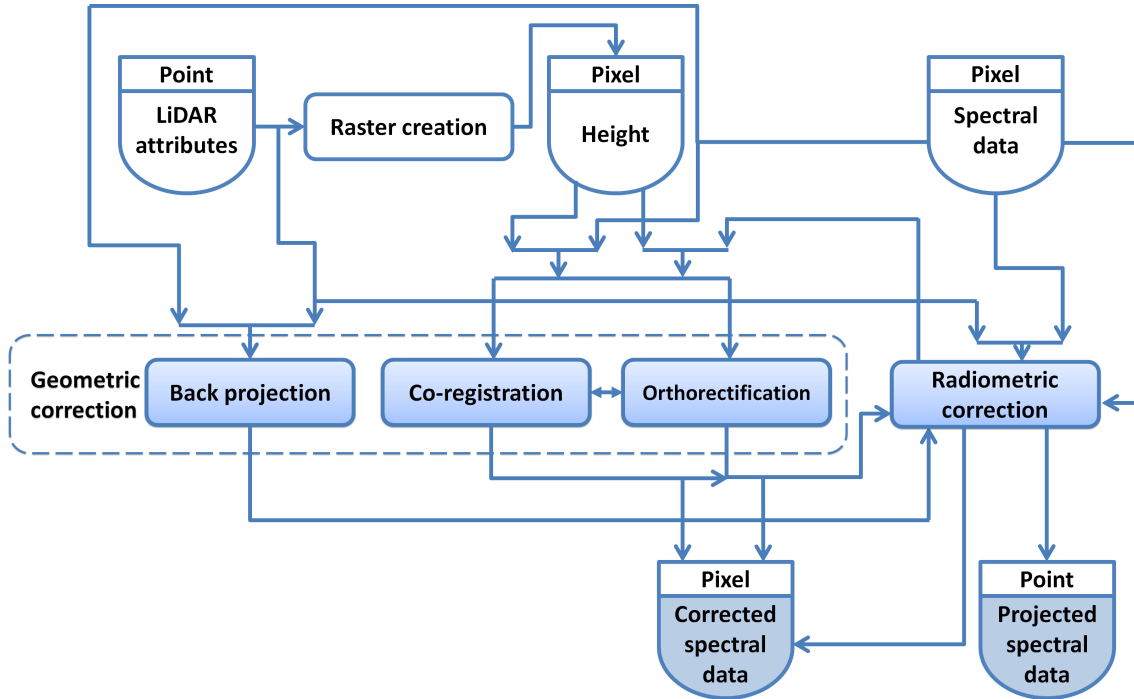 Point
LiDAR
attributes
Raster creation
Pixel
Height
Pixel
Spectral
data
Geometric
correction
Back projection
Co-registration
Orthorectification
Radiometric
correction
Pixel
Corrected
spectral
data
Point
Projected
spectral
data